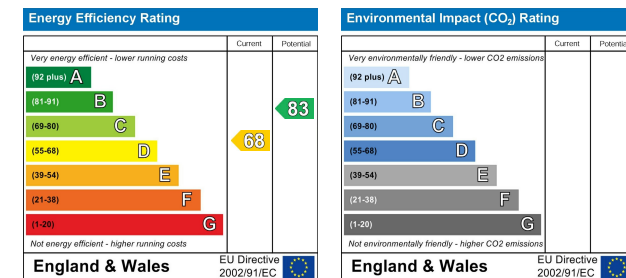 Energy Efficiency Rating
Current Potential
Very energy efficient - lower running costs
(92 plus) A
(81-91) B
(69-80) C
(55-68) D
(39-54) E
(21-38) F
(1-20) G
68
83
Not energy efficient - higher running costs
England & Wales
EU Directive
2002/91/EC
Environmental Impact (CO2) Rating
Current Potential
Very environmentally friendly - lower CO2 emissions
(92 plus) A
(81-91) B
(69-80) C
(55-68) D
(39-54) E
(21-38) F
(1-20) G
Not environmentally friendly - higher CO2 emissions
England & Wales
EU Directive
2002/91/EC